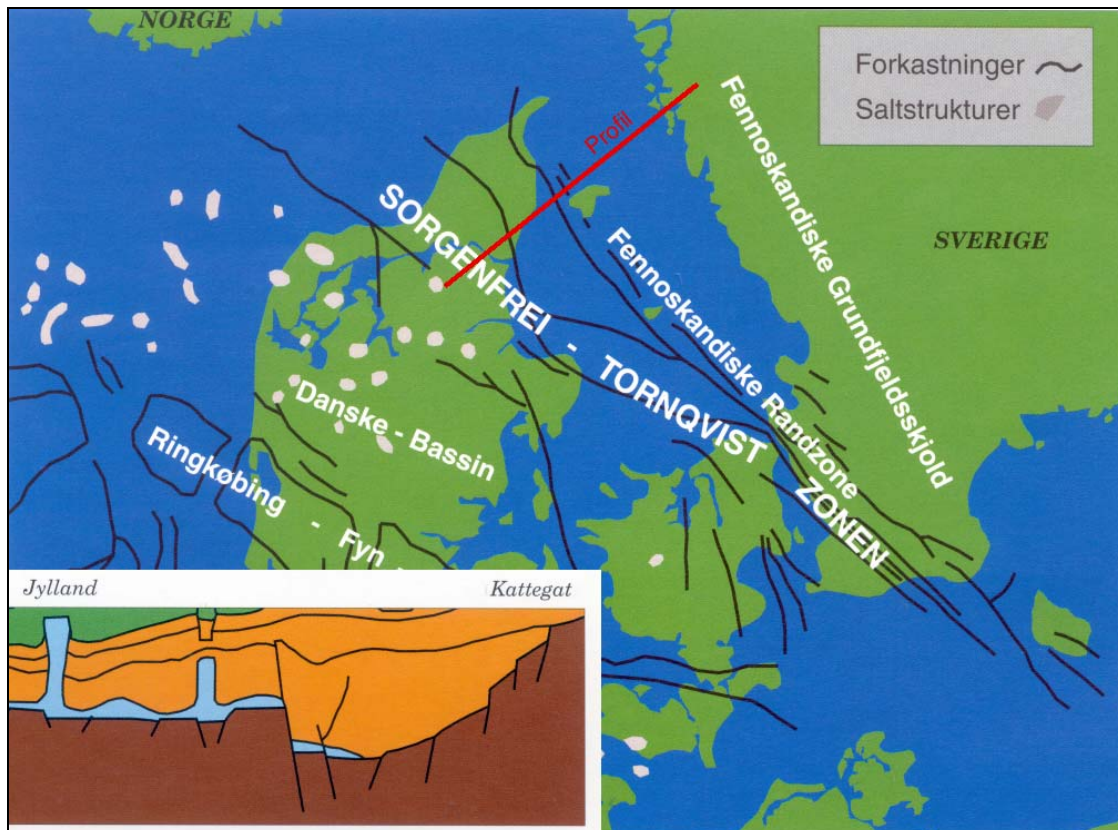 NORGE
Forkastninger
Saltstrukturer
Profil
Fennoskandiske Grundfjeldsskjold
SVERIGE
SORGENFREI - TORNQVIST ZONEN
Fennoskandiske Randzone
Danske - Bassin
Ringkøbing - Fyn -
Jylland
Kattegat